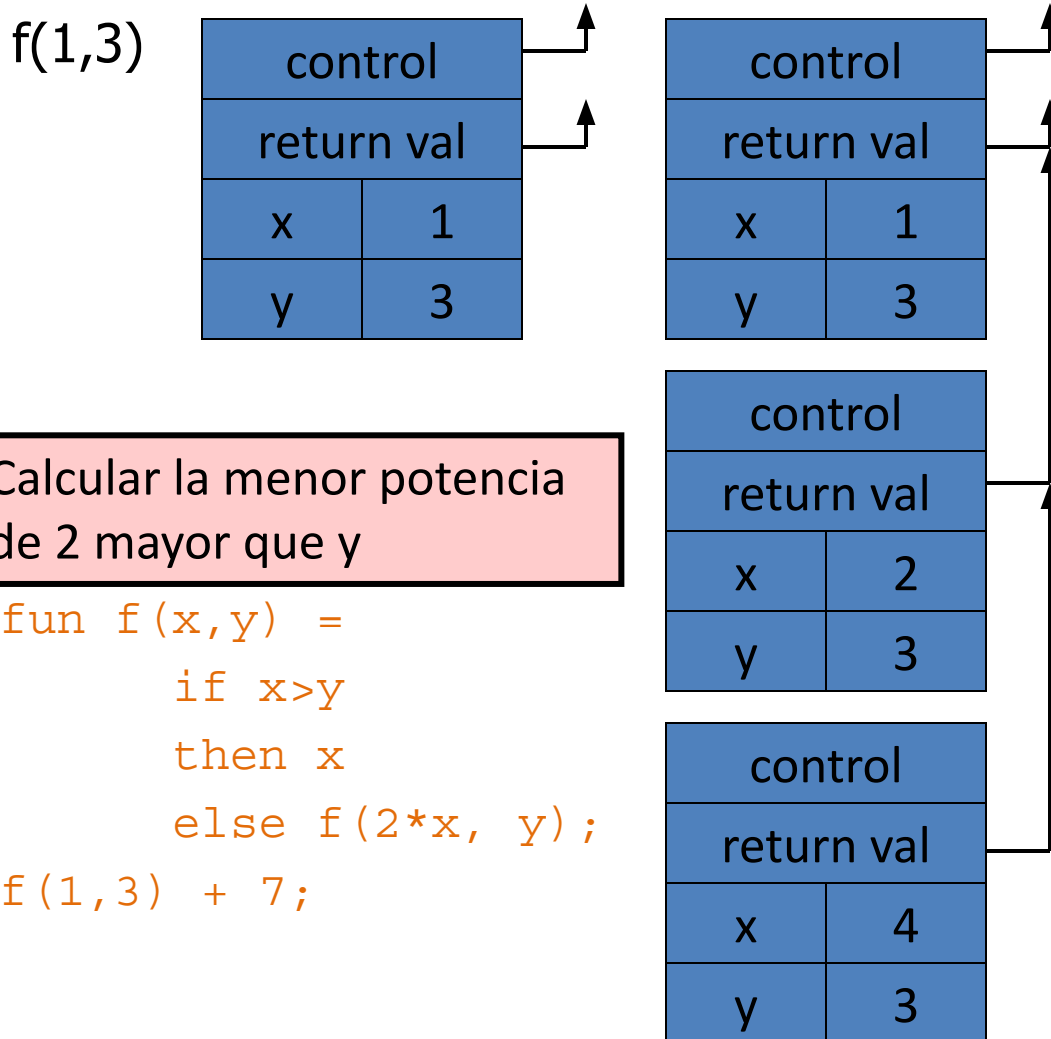 f(1,3)
control
return val
x 1
y 3
control
return val
x 1
y 3
control
return val
x 2
y 3
control
return val
x 4
y 3
Calcular la menor potencia
de 2 mayor que y
fun f(x,y) =
if x>y
then x
else f(2*x, y);
f(1,3) + 7;